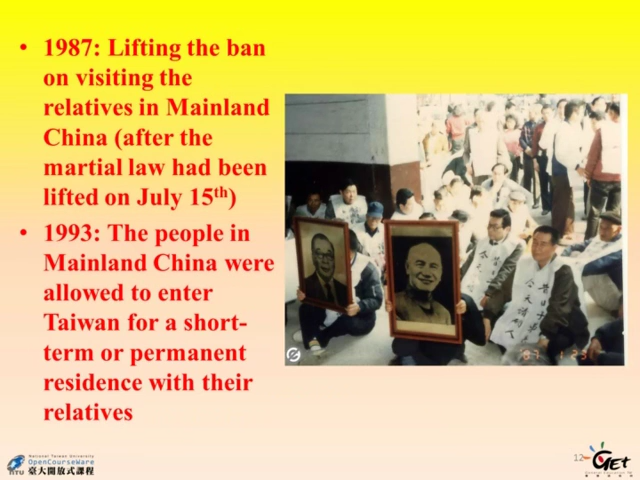 • 1987: Lifting the ban
on visiting the
relatives in Mainland
China (after the
martial law had been
lifted on July 15th)
• 1993: The people in
Mainland China were
allowed to enter
Taiwan for a short-
term or permanent
residence with their
relatives
National Taiwan University
OpenCourseWare
NTU 臺大開放式課程
12
GET